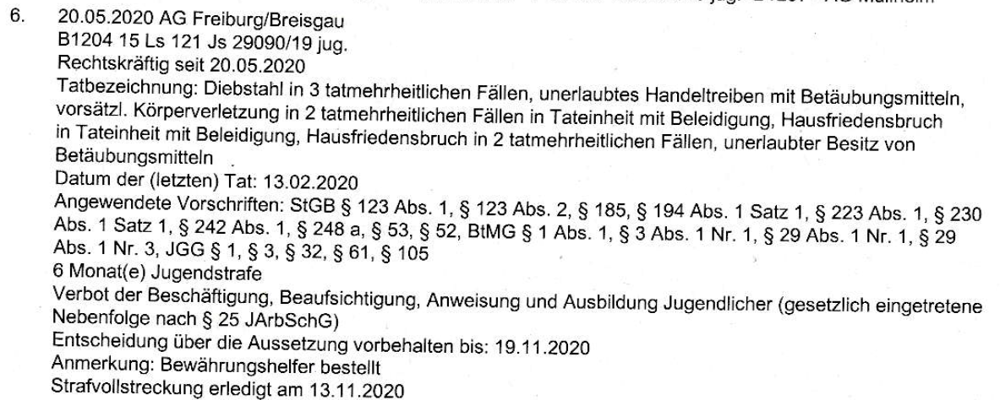 6. 20.05.2020 AG Freiburg/Breisgau
B1204 15 Ls 121 Js 29090/19 jug.
Rechtskräftig seit 20.05.2020
Tatbezeichnung: Diebstahl in 3 tatmehrheitlichen Fällen, unerlaubtes Handeltreiben mit Betäubungsmitteln,
vorsätzl. Körperverletzung in 2 tatmehrheitlichen Fällen in Tateinheit mit Beleidigung, Hausfriedensbruch
in Tateinheit mit Beleidigung, Hausfriedensbruch in 2 tatmehrheitlichen Fällen, unerlaubter Besitz von
Betäubungsmitteln
Datum der (letzten) Tat: 13.02.2020
Angewendete Vorschriften: StGB § 123 Abs. 1, § 123 Abs. 2, § 185, § 194 Abs. 1 Satz 1, § 223 Abs. 1, § 230
Abs. 1 Satz 1, § 242 Abs. 1, § 248 a, § 53, § 52, BtMG § 1 Abs. 1, § 3 Abs. 1 Nr. 1, § 29 Abs. 1 Nr. 1, § 29
Abs. 1 Nr. 3, JGG § 1, § 3, § 32, § 61, § 105
6 Monat(e) Jugendstrafe
Verbot der Beschäftigung, Beaufsichtigung, Anweisung und Ausbildung Jugendlicher (gesetzlich eingetretene
Nebenfolge nach § 25 JArbSchG)
Entscheidung über die Aussetzung vorbehalten bis: 19.11.2020
Anmerkung: Bewährungshelfer bestellt
Strafvollstreckung erledigt am 13.11.2020